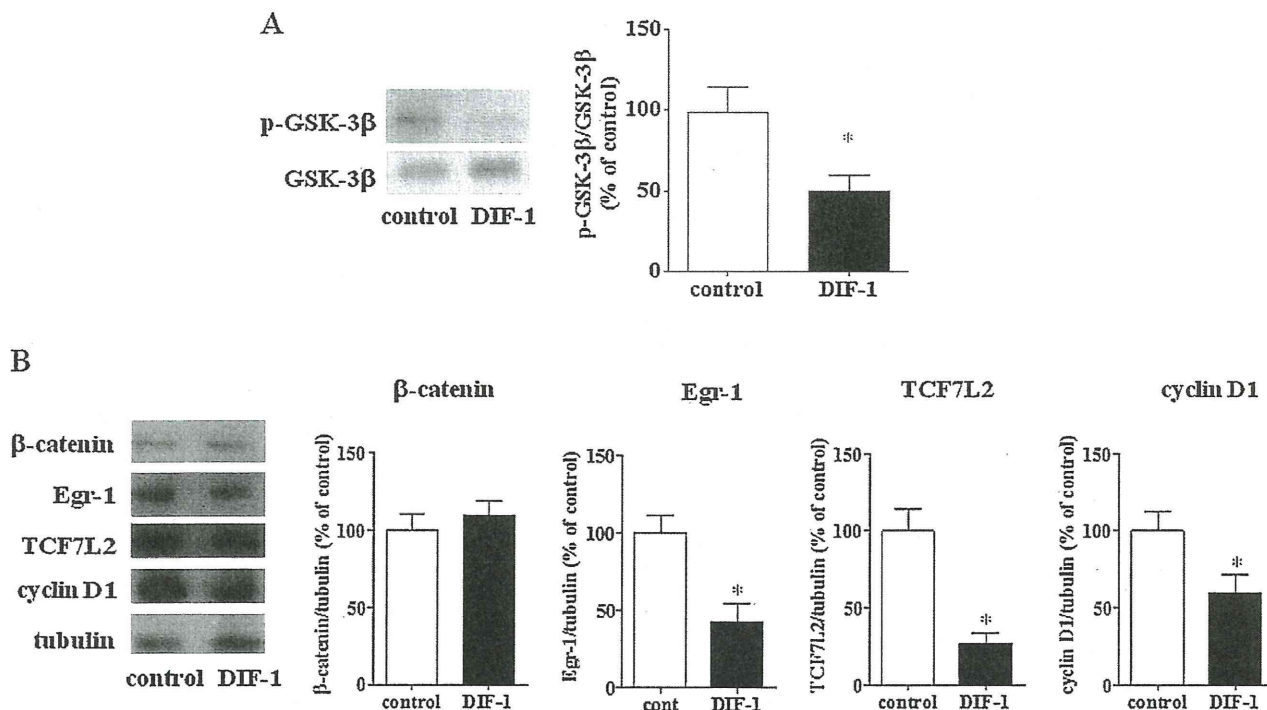 A
p-GSK-3β
GSK-3β
control DIF-1
p-GSK-3β/GSK-3β
(% of control)
150
100
50
0
*
control DIF-1
B
β-catenin
Egr-1
TCF7L2
cyclin D1
tubulin
control DIF-1
β-catenin
β-catenin/tubulin (% of control)
150
100
50
0
control DIF-1
Egr-1
Egr-1/tubulin (% of control)
150
100
50
0
*
cont DIF-1
TCF7L2
TCF7L2/tubulin (% of control)
150
100
50
0
*
control DIF-1
cyclin D1
cyclin D1/tubulin (% of control)
150
100
50
0
*
control DIF-1